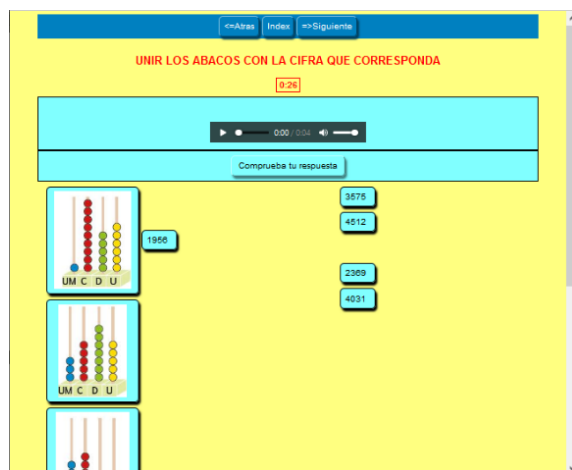 <=Atras Index =>Siguiente
UNIR LOS ABACOS CON LA CIFRA QUE CORRESPONDA
0:26
0:00 / 0:04
Comprueba tu respuesta
3575
4512
1956
UM C D U
2369
4031
UM C D U